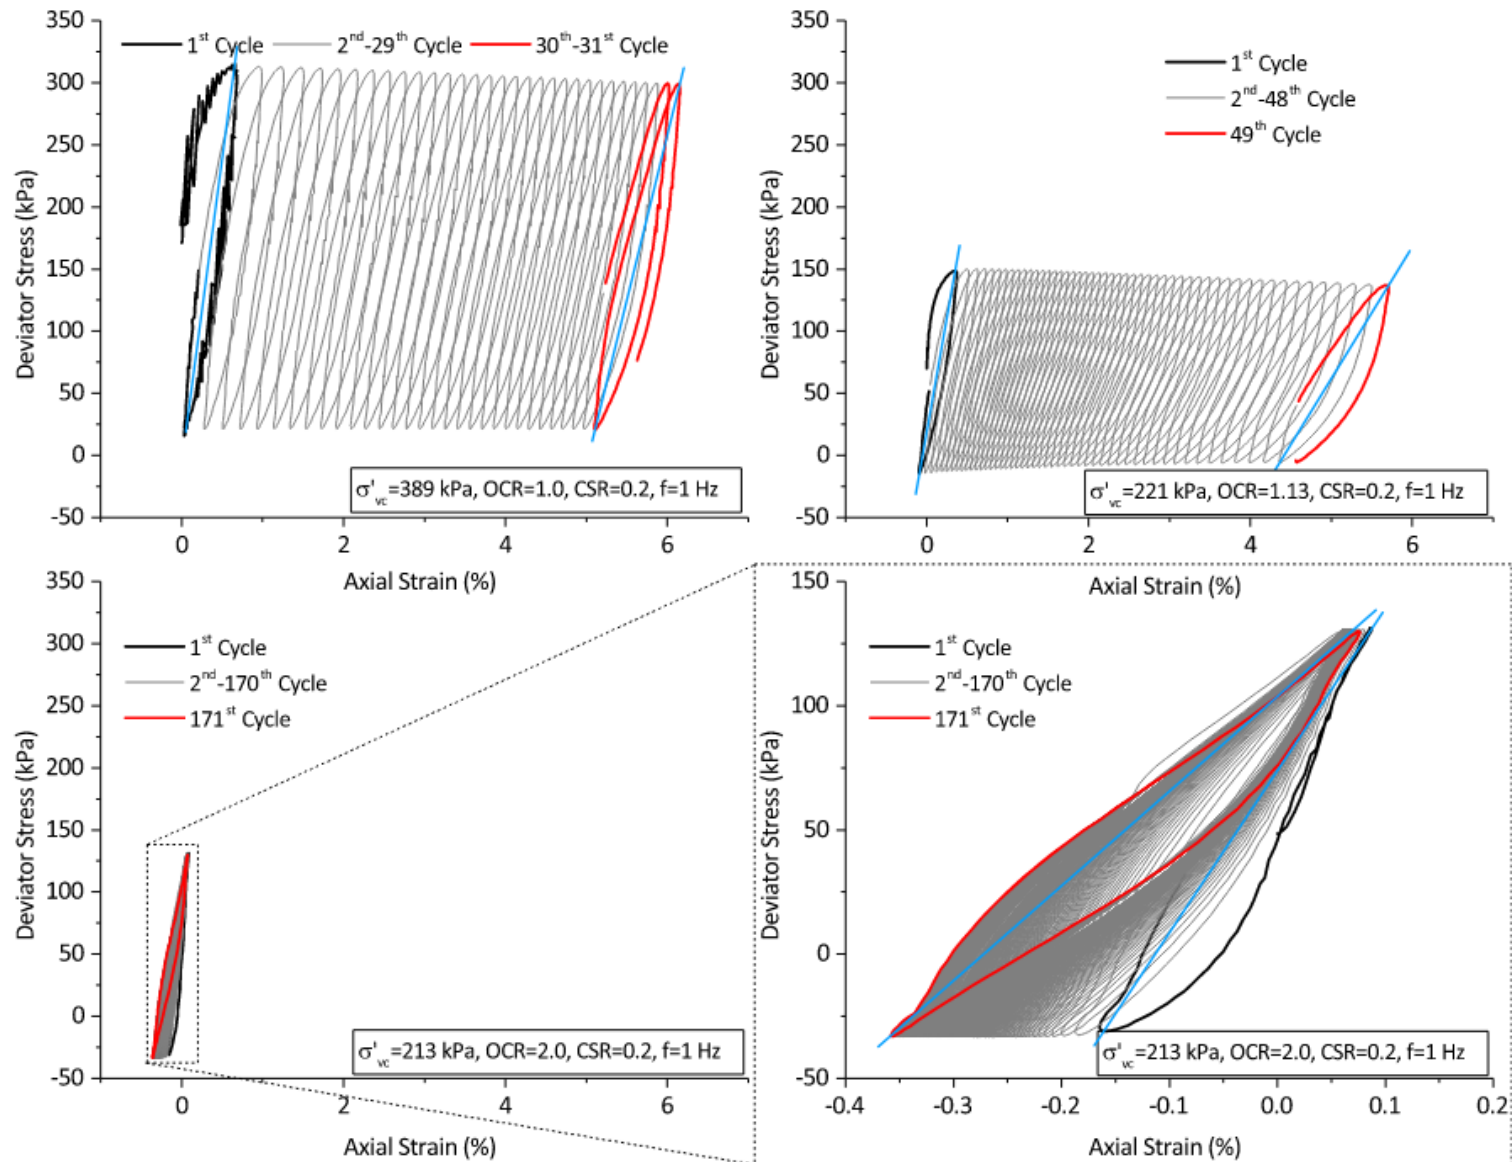 350
300
250
200
150
100
50
0
-50
Deviator Stress (kPa)
1st Cycle 2nd-29th Cycle 30th-31st Cycle
σ'vc=389 kPa, OCR=1.0, CSR=0.2, f=1 Hz
0 2 4 6
Axial Strain (%)
350
300
250
200
150
100
50
0
-50
Deviator Stress (kPa)
1st Cycle
2nd-48th Cycle
49th Cycle
σ'vc=221 kPa, OCR=1.13, CSR=0.2, f=1 Hz
0 2 4 6
Axial Strain (%)
350
300
250
200
150
100
50
0
-50
Deviator Stress (kPa)
1st Cycle
2nd-170th Cycle
171st Cycle
σ'vc=213 kPa, OCR=2.0, CSR=0.2, f=1 Hz
0 2 4 6
Axial Strain (%)
150
100
50
0
-50
Deviator Stress (kPa)
1st Cycle
2nd-170th Cycle
171st Cycle
σ'vc=213 kPa, OCR=2.0, CSR=0.2, f=1 Hz
-0.4 -0.3 -0.2 -0.1 0.0 0.1 0.2
Axial Strain (%)